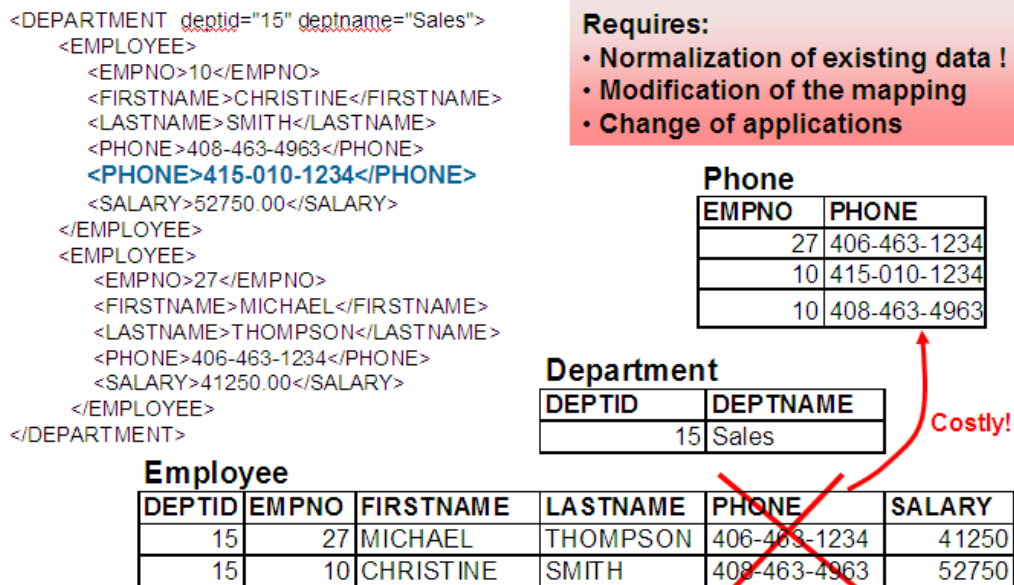 <DEPARTMENT deptid="15" deptname="Sales">
<EMPLOYEE>
<EMPNO>10</EMPNO>
<FIRSTNAME>CHRISTINE</FIRSTNAME>
<LASTNAME>SMITH</LASTNAME>
<PHONE>408-463-4963</PHONE>
<PHONE>415-010-1234</PHONE>
<SALARY>52750.00</SALARY>
</EMPLOYEE>
<EMPLOYEE>
<EMPNO>27</EMPNO>
<FIRSTNAME>MICHAEL</FIRSTNAME>
<LASTNAME>THOMPSON</LASTNAME>
<PHONE>406-463-1234</PHONE>
<SALARY>41250.00</SALARY>
</EMPLOYEE>
</DEPARTMENT>
Requires:
• Normalization of existing data !
• Modification of the mapping
• Change of applications
Phone
EMPNO PHONE
27 406-463-1234
10 415-010-1234
10 408-463-4963
Department
DEPTID DEPTNAME
15 Sales
Costly!
Employee
DEPTID EMPNO FIRSTNAME LASTNAME PHONE SALARY
15 27 MICHAEL THOMPSON 406-463-1234 41250
15 10 CHRISTINE SMITH 408-463-4963 52750